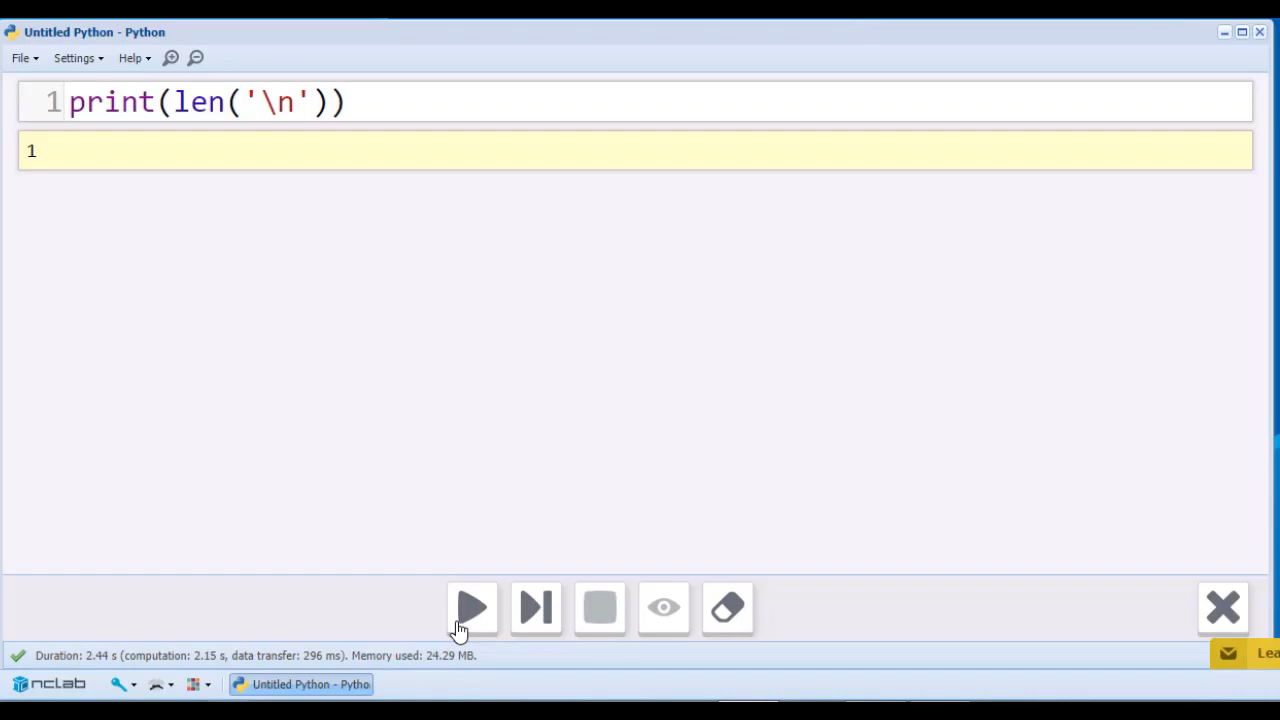 Untitled Python - Python
File Settings Help
1 print(len('\n'))
1
Duration: 2.44 s (computation: 2.15 s, data transfer: 296 ms). Memory used: 24.29 MB.
Lea
nclab Untitled Python - Pytho